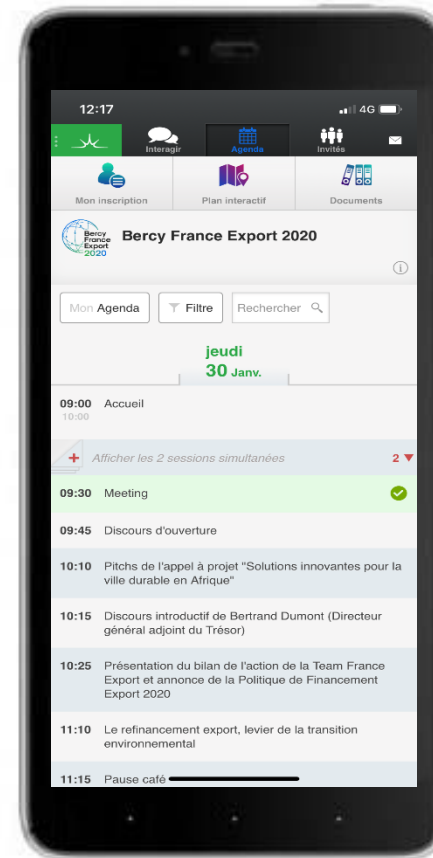 12:17
4G
Interagir
Agenda
Invités
Mon inscription
Plan interactif
Documents
Bercy
France
Export
2020
Bercy France Export 2020
Mon Agenda
Filtre
Rechercher
jeudi
30 Janv.
09:00 Accueil
10:00
+ Afficher les 2 sessions simultanées 2
09:30 Meeting
09:45 Discours d'ouverture
10:10 Pitchs de l'appel à projet "Solutions innovantes pour la
ville durable en Afrique"
10:15 Discours introductif de Bertrand Dumont (Directeur
général adjoint du Trésor)
10:25 Présentation du bilan de l'action de la Team France
Export et annonce de la Politique de Financement
Export 2020
11:10 Le refinancement export, levier de la transition
environnemental
11:15 Pause café